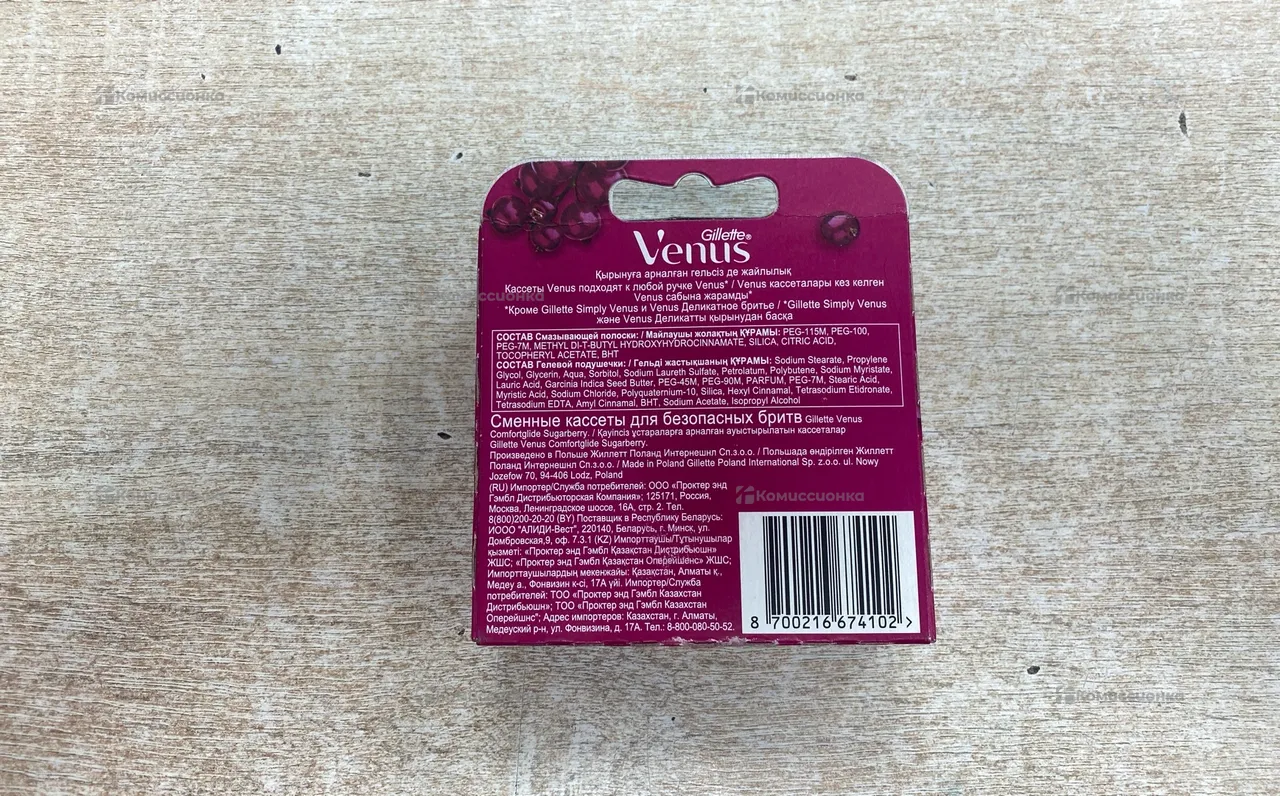 Комиссионка
Комиссионка
Gillette®
Venus
Қырынуға арналған гельсіз де жайлылық
Кассеты Venus подходят к любой ручке Venus* / Venus кассеталары кез келген
Venus сабына жарамды*
*Кроме Gillette Simply Venus и Venus Деликатное бритье / *Gillette Simply Venus
және Venus Деликатты қырынудан басқа
СОСТАВ Смазывающей полоски: / Майлаушы жолақтың ҚҰРАМЫ: PEG-115M, PEG-100,
PEG-7M, METHYL DI-T-BUTYL HYDROXYHYDROCINNAMATE, SILICA, CITRIC ACID,
TOCOPHERYL ACETATE, BHT
СОСТАВ Гелевой подушечки: / Гельді жастықшаның ҚҰРАМЫ: Sodium Stearate, Propylene
Glycol, Glycerin, Aqua, Sorbitol, Sodium Laureth Sulfate, Petrolatum, Polybutene, Sodium Myristate,
Lauric Acid, Garcinia Indica Seed Butter, PEG-45M, PEG-90M, PARFUM, PEG-7M, Stearic Acid,
Myristic Acid, Sodium Chloride, Polyquaternium-10, Silica, Hexyl Cinnamal, Tetrasodium Etidronate,
Tetrasodium EDTA, Amyl Cinnamal, BHT, Sodium Acetate, Isopropyl Alcohol
Сменные кассеты для безопасных бритв Gillette Venus
Comfortglide Sugarberry. / Қауіпсіз ұстараларға арналған ауыстырылатын кассеталар
Gillette Venus Comfortglide Sugarberry.
Произведено в Польше Жиллетт Поланд Интернешнл Сп.з.о.о. / Польшада өндірілген Жиллетт
Поланд Интернешнл Сп.з.о.о. / Made in Poland Gillette Poland International Sp. z.o.o. ul. Nowy
Jozefow 70, 94-406 Lodz, Poland
(RU) Импортер/Служба потребителей: ООО «Проктер энд
Гэмбл Дистрибьюторская Компания»; 125171, Россия,
Москва, Ленинградское шоссе, 16А, стр. 2. Тел.
8(800)200-20-20 (BY) Поставщик в Республику Беларусь:
ИООО "АЛИДИ-Вест", 220140, Беларусь, г. Минск, ул.
Домбровская,9, оф. 7.3.1 (KZ) Импорттаушы/Тұтынушылар
қызметі: «Проктер энд Гэмбл Қазақстан Дистрибьюшн»
ЖШС; «Проктер энд Гэмбл Қазақстан Оперейшенс» ЖШС;
Импорттаушылардың мекенжайы: Қазақстан, Алматы қ.,
Медеу а., Фонвизин к-сі, 17А үйі. Импортер/Служба
потребителей: ТОО «Проктер энд Гэмбл Казахстан
Дистрибьюшн»; ТОО «Проктер энд Гэмбл Казахстан
Оперейшнс"; Адрес импортеров: Казахстан, г. Алматы,
Медеуский р-н, ул. Фонвизина, д. 17А. Тел.: 8-800-080-50-52.
Комиссионка
8 700216 674102 >
Комиссионка